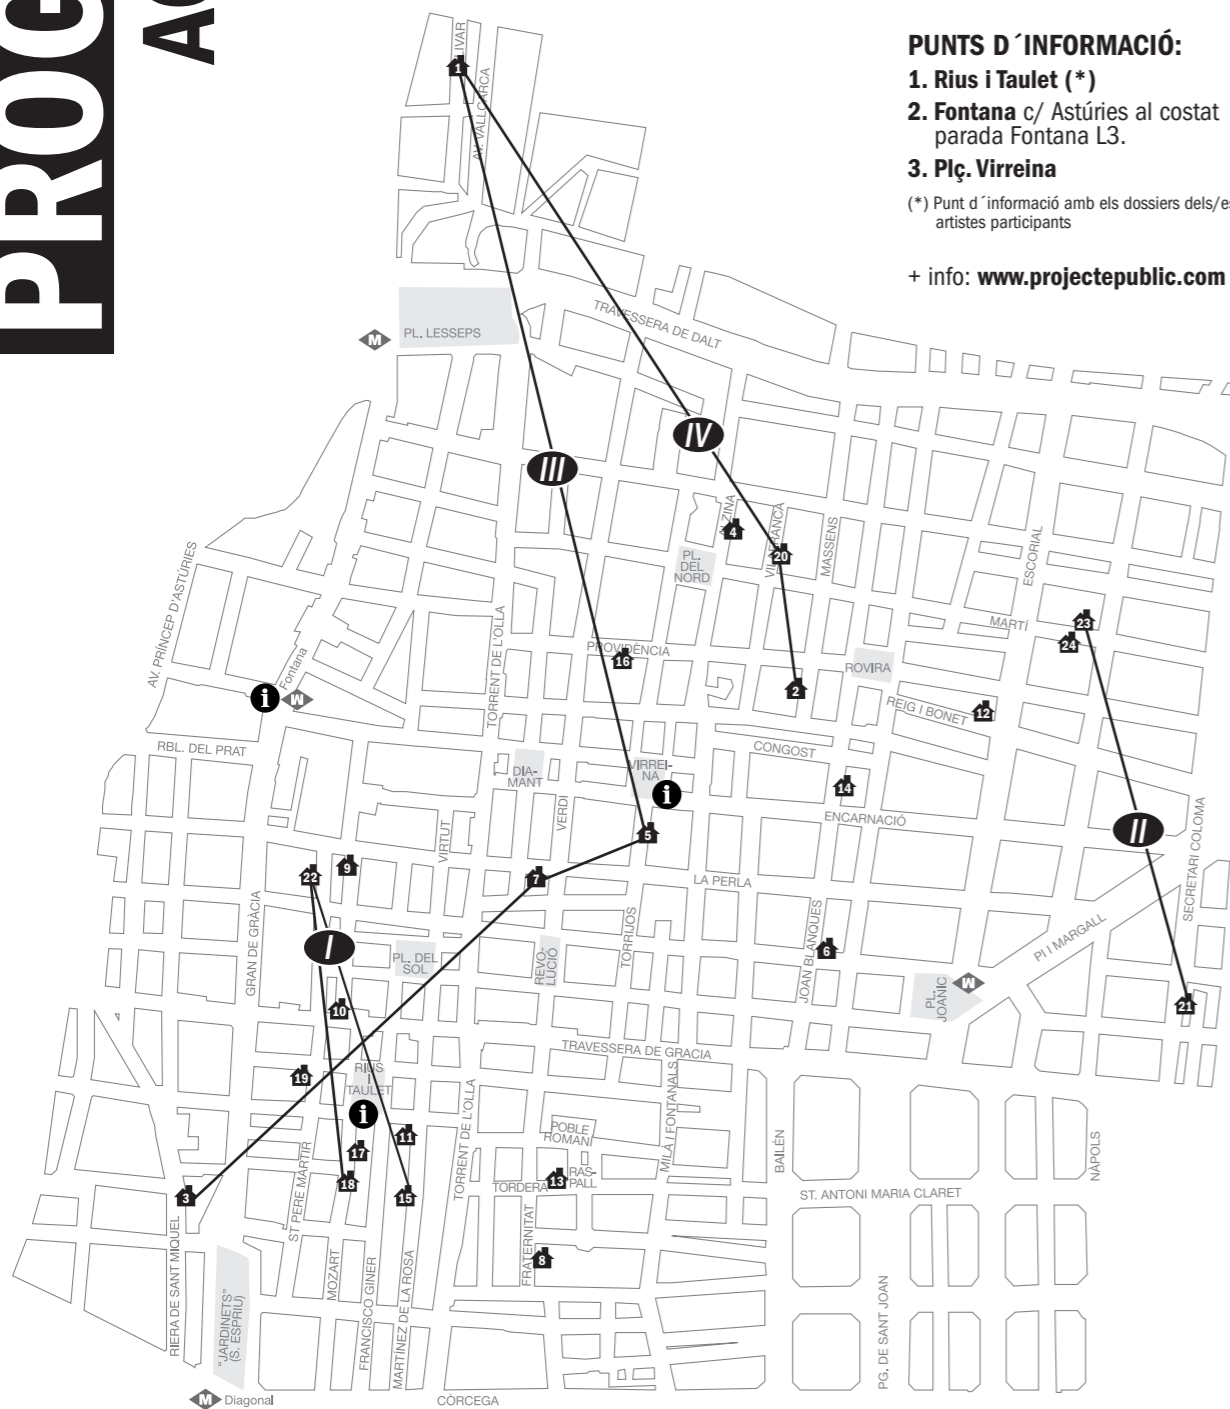 PROG
PUNTS D´INFORMACIÓ:
1. Rius i Taulet (*)
2. Fontana c/ Astúries al costat
parada Fontana L3.
3. Plç. Virreina
(*) Punt d´informació amb els dossiers dels/es
artistes participants
+ info: www.projectepublic.com
1
AV. VALLCARCA
TRAVESSERA DE DALT
M
PL. LESSEPS
IV
III
4
20
PL.
DEL
NORD
MASSENS
ESCORIAL
AV. PRÍNCEP D'ASTÚRIES
TORRENT DE L'OLLA
MARTÍ
23
24
PROVIDÈNCIA
16
ROVIRA
2
Fontana
i
M
REIG I BONET
12
RBL. DEL PRAT
CONGOST
DIA-
MANT
VIRREI-
NA
i
14
VERDI
ENCARNACIÓ
VIRTUT
5
II
SECRETARI COLOMA
9
22
7
LA PERLA
GRAN DE GRÀCIA
I
PL. DEL
SOL
REVO-
LUCIÓ
TORRIJOS
JOAN BLANQUES
6
PI I MARGALL
M
PL.
JOANIC
21
10
TRAVESSERA DE GRACIA
19
RIUS
I
TAULET
i
TORRENT DE L'OLLA
MILÀ I FONTANALS
11
POBLE
ROMANÍ
BAILÉN
NÀPOLS
17
ST PERE MÀRTIR
18
15
13
RAS-
PALL
TORDERA
ST. ANTONI MARIA CLARET
3
RIERA DE SANT MIQUEL
MOZART
FRANCISCO GINER
MARTÍNEZ DE LA ROSA
FRATERNITAT
8
"JARDINETS"
(S. ESPRIU)
PG. DE SANT JOAN
M
Diagonal
CÒRCEGA